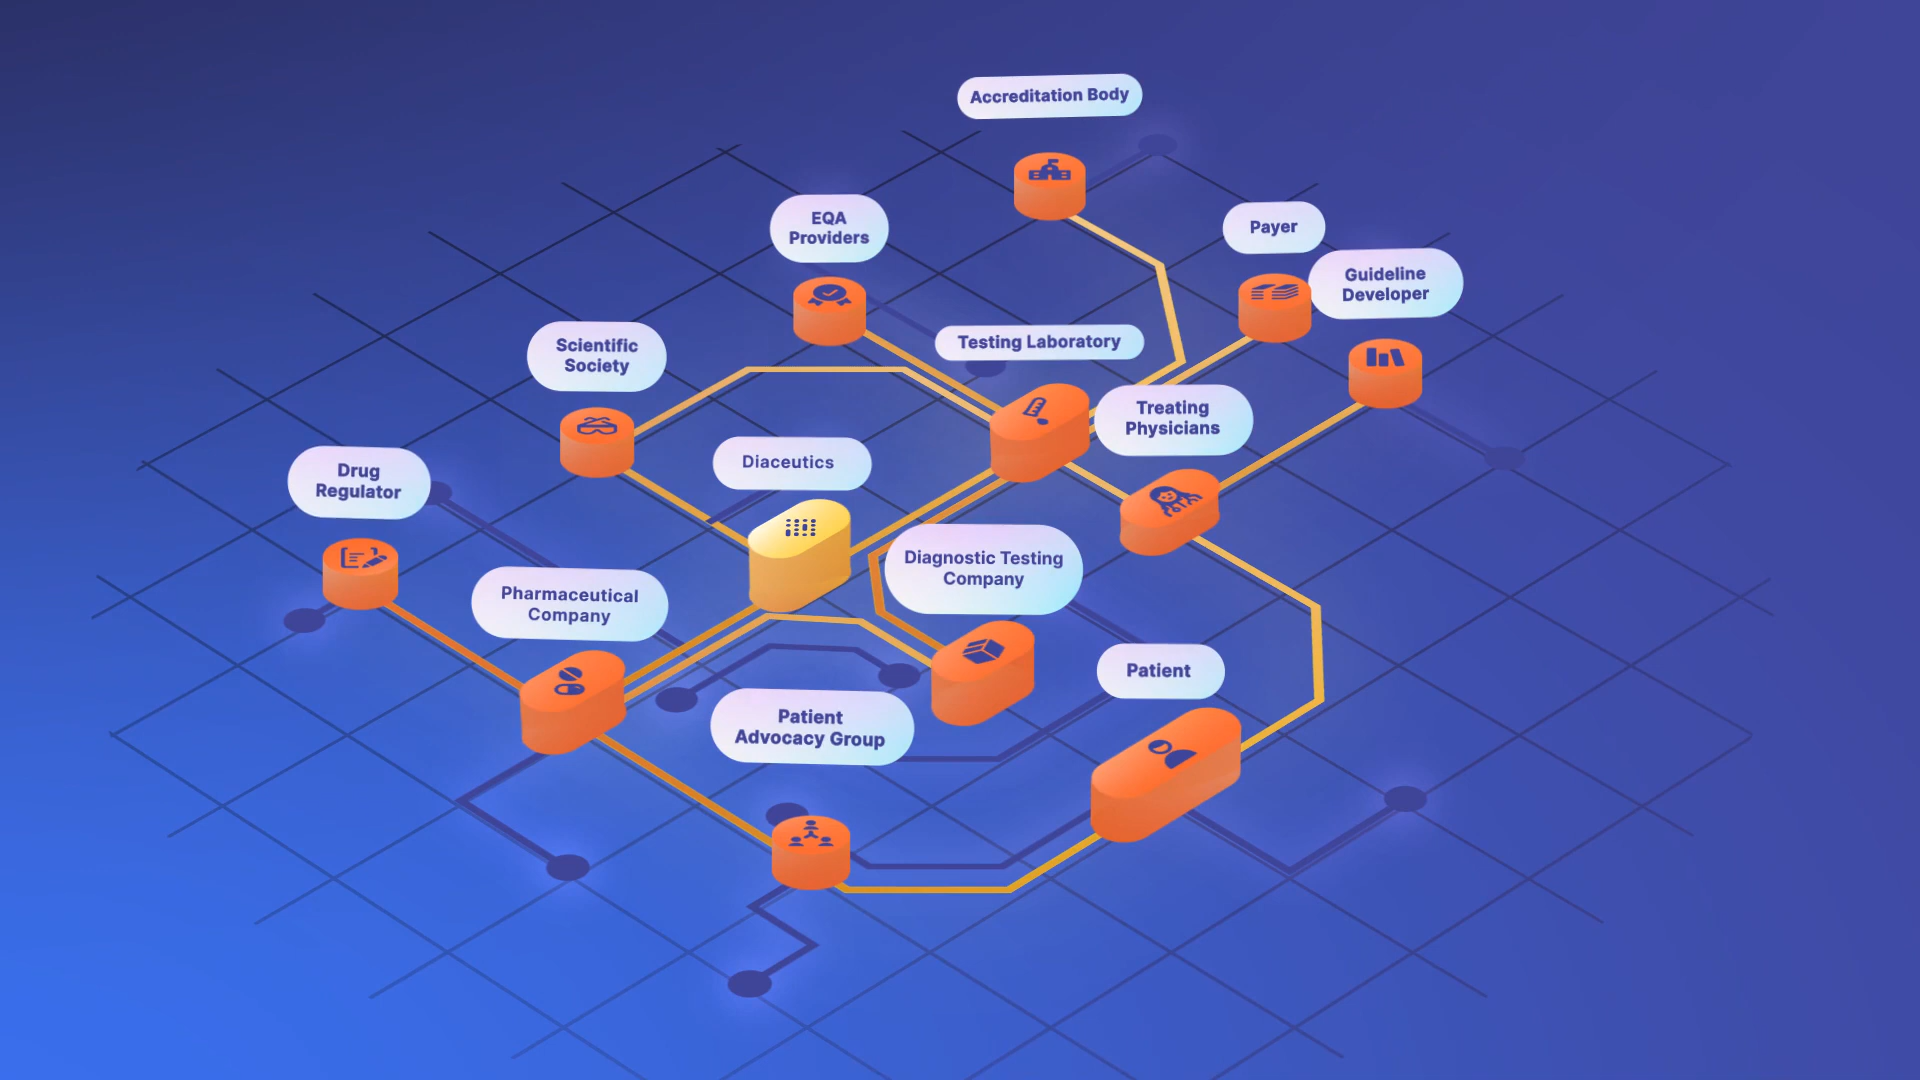 Accreditation Body
EQA
Providers
Payer
Guideline
Developer
Scientific
Society
Testing Laboratory
Treating
Physicians
Drug
Regulator
Diaceutics
Diagnostic Testing
Company
Pharmaceutical
Company
Patient
Patient
Advocacy Group